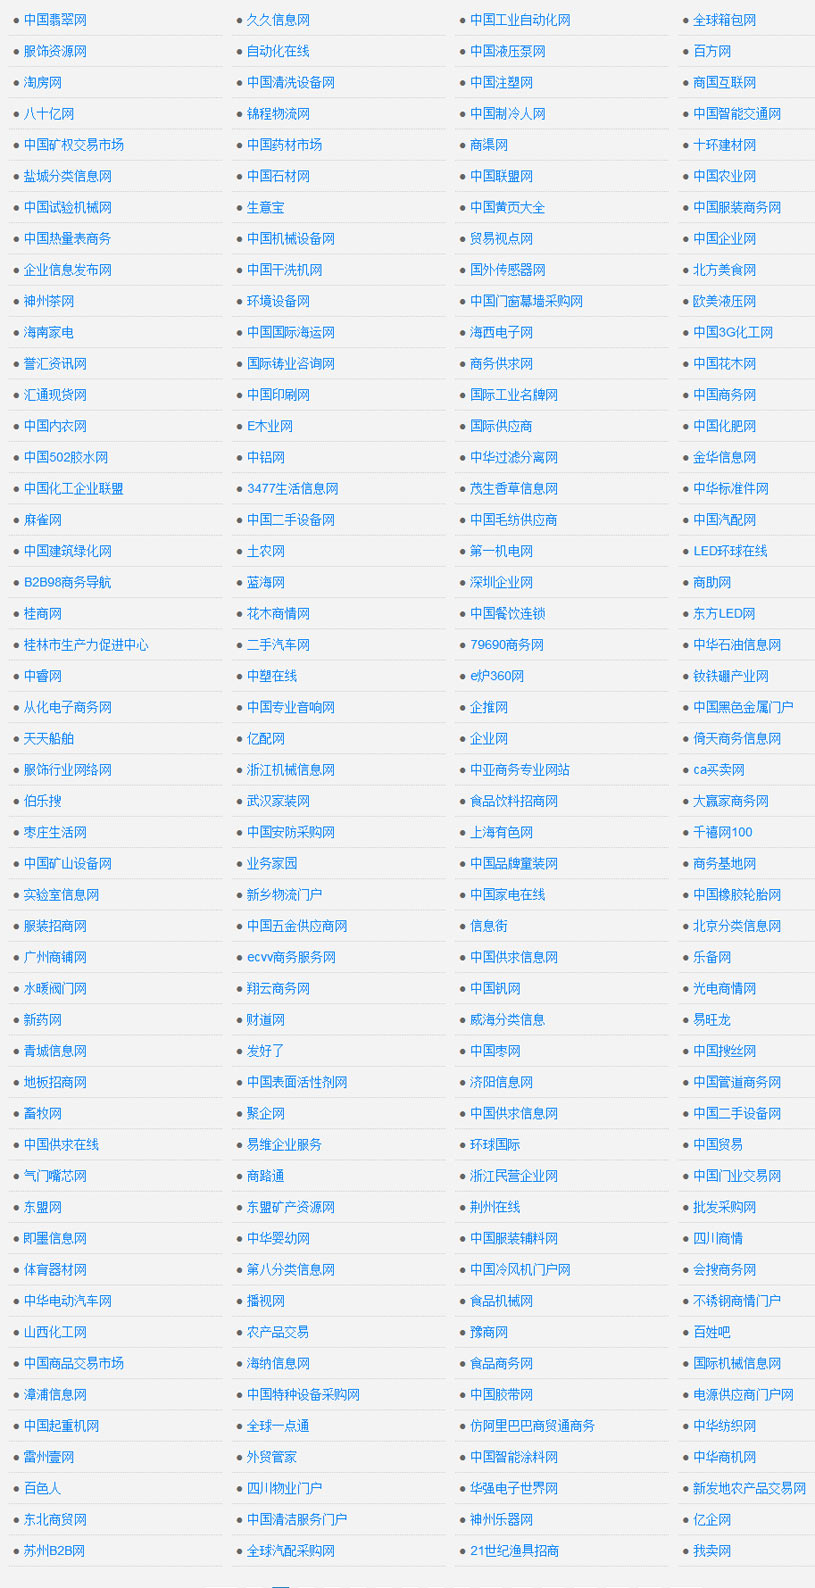 中国翡翠网 久久信息网 中国工业自动化网 全球箱包网
服饰资源网 自动化在线 中国液压泵网 百方网
淘房网 中国清洗设备网 中国注塑网 商国互联网
八十亿网 锦程物流网 中国制冷人网 中国智能交通网
中国矿权交易市场 中国药材市场 商渠网 十环建材网
盐城分类信息网 中国石材网 中国联盟网 中国农业网
中国试验机械网 生意宝 中国黄页大全 中国服装商务网
中国热量表商务 中国机械设备网 贸易视点网 中国企业网
企业信息发布网 中国干洗机网 国外传感器网 北方美食网
神州茶网 环境设备网 中国门窗幕墙采购网 欧美液压网
海南家电 中国国际海运网 海西电子网 中国3G化工网
誉汇资讯网 国际铸业咨询网 商务供求网 中国花木网
汇通现货网 中国印刷网 国际工业名牌网 中国商务网
中国内衣网 E木业网 国际供应商 中国化肥网
中国502胶水网 中铝网 中华过滤分离网 金华信息网
中国化工企业联盟 3477生活信息网 茂生香草信息网 中华标准件网
麻雀网 中国二手设备网 中国毛纺供应商 中国汽配网
中国建筑绿化网 土农网 第一机电网 LED环球在线
B2B98商务导航 蓝海网 深圳企业网 商助网
桂商网 花木商情网 中国餐饮连锁 东方LED网
桂林市生产力促进中心 二手汽车网 79690商务网 中华石油信息网
中睿网 中塑在线 e炉360网 钕铁硼产业网
从化电子商务网 中国专业音响网 企推网 中国黑色金属门户
天天船舶 亿配网 企业网 倚天商务信息网
服饰行业网络网 浙江机械信息网 中亚商务专业网站 ca买卖网
伯乐搜 武汉家装网 食品饮料招商网 大赢家商务网
枣庄生活网 中国安防采购网 上海有色网 千禧网100
中国矿山设备网 业务家园 中国品牌童装网 商务基地网
实验室信息网 新乡物流门户 中国家电在线 中国橡胶轮胎网
服装招商网 中国五金供应商网 信息街 北京分类信息网
广州商铺网 ecvv商务服务网 中国供求信息网 乐备网
水暖阀门网 翔云商务网 中国钒网 光电商情网
新药网 财道网 威海分类信息 易旺龙
青城信息网 发好了 中国枣网 中国搜丝网
地板招商网 中国表面活性剂网 济阳信息网 中国管道商务网
畜牧网 聚企网 中国供求信息网 中国二手设备网
中国供求在线 易维企业服务 环球国际 中国贸易
气门嘴芯网 商路通 浙江民营企业网 中国门业交易网
东盟网 东盟矿产资源网 荆州在线 批发采购网
即墨信息网 中华婴幼网 中国服装辅料网 四川商情
体育器材网 第八分类信息网 中国冷风机门户网 会搜商务网
中华电动汽车网 播视网 食品机械网 不锈钢商情门户
山西化工网 农产品交易 豫商网 百姓吧
中国商品交易市场 海纳信息网 食品商务网 国际机械信息网
漳浦信息网 中国特种设备采购网 中国胶带网 电源供应商门户网
中国起重机网 全球一点通 仿阿里巴巴商贸通商务 中华纺织网
雷州壹网 外贸管家 中国智能涂料网 中华商机网
百色人 四川物业门户 华强电子世界网 新发地农产品交易网
东北商贸网 中国清洁服务门户 神州乐器网 亿企网
苏州B2B网 全球汽配采购网 21世纪渔具招商 我卖网